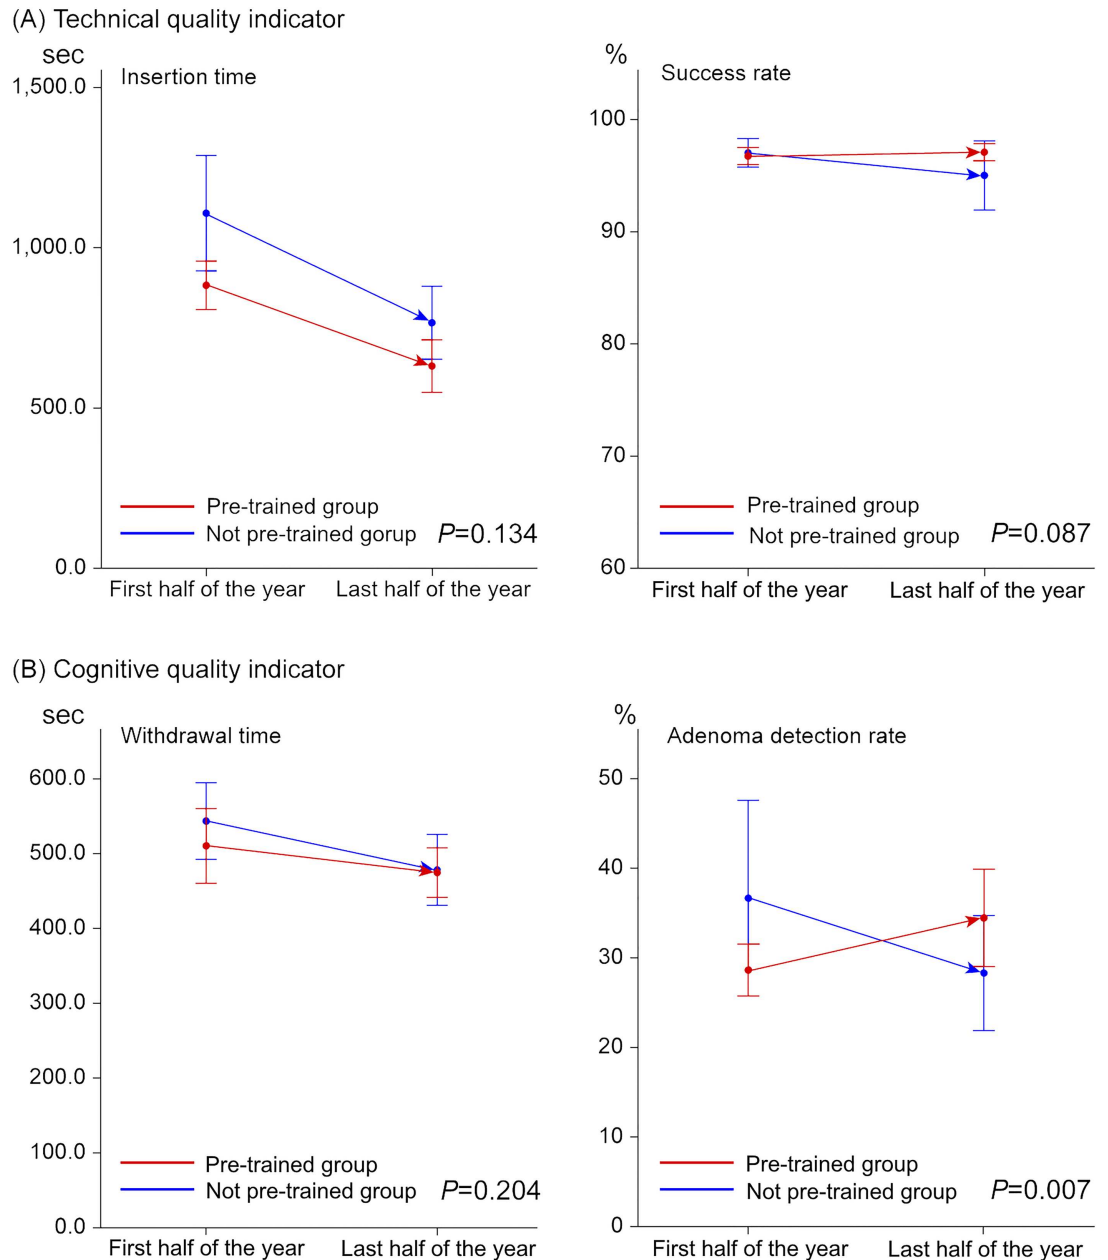 (A) Technical quality indicator
sec
Insertion time
1,500.0
1,000.0
500.0
0.0
Pre-trained group
Not pre-trained gorup
P=0.134
First half of the year
Last half of the year
%
Success rate
100
90
80
70
60
Pre-trained group
Not pre-trained group
P=0.087
First half of the year
Last half of the year
(B) Cognitive quality indicator
sec
Withdrawal time
600.0
500.0
400.0
300.0
200.0
100.0
0.0
Pre-trained group
Not pre-trained group
P=0.204
First half of the year
Last half of the year
%
Adenoma detection rate
50
40
30
20
10
0
Pre-trained group
Not pre-trained group
P=0.007
First half of the year
Last half of the year